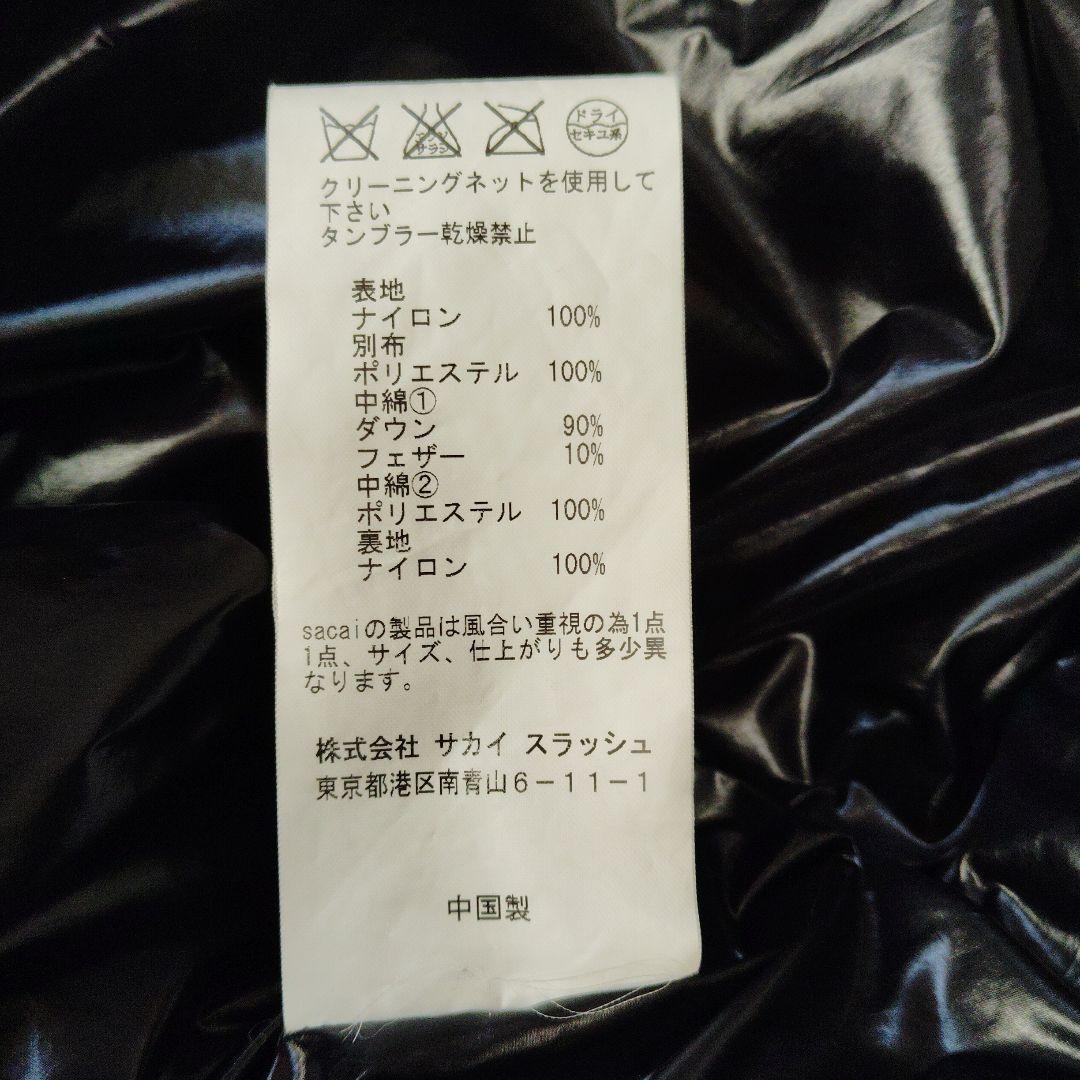 エンソ
サラシ
ドライ
セキユ系
クリーニングネットを使用して
下さい
タンブラー乾燥禁止
表地
ナイロン 100%
別布
ポリエステル 100%
中綿①
ダウン 90%
フェザー 10%
中綿②
ポリエステル 100%
裏地
ナイロン 100%
sacaiの製品は風合い重視の為1点
1点、サイズ、仕上がりも多少異
なります。
株式会社 サカイ スラッシュ
東京都港区南青山6-11-1
中国製